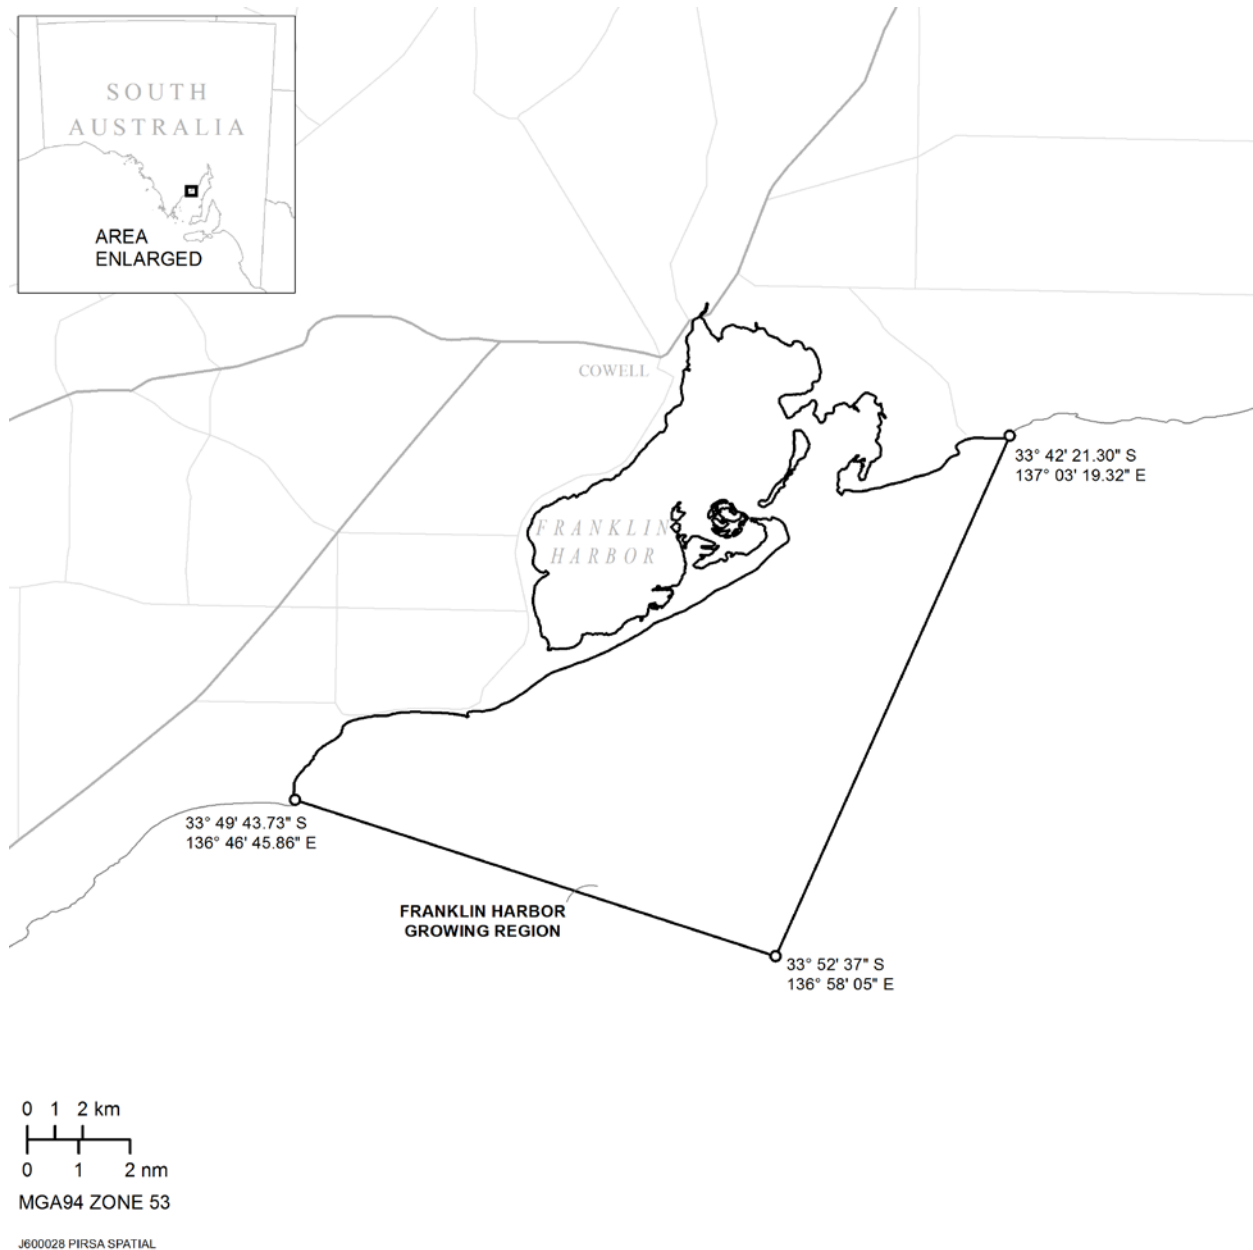 SOUTH
AUSTRALIA
AREA
ENLARGED
COWELL
33° 42' 21.30" S
137° 03' 19.32" E
FRANKLIN
HARBOR
33° 49' 43.73" S
136° 46' 45.86" E
FRANKLIN HARBOR
GROWING REGION
33° 52' 37" S
136° 58' 05" E
0 1 2 km
0 1 2 nm
MGA94 ZONE 53
J600028 PIRSA SPATIAL